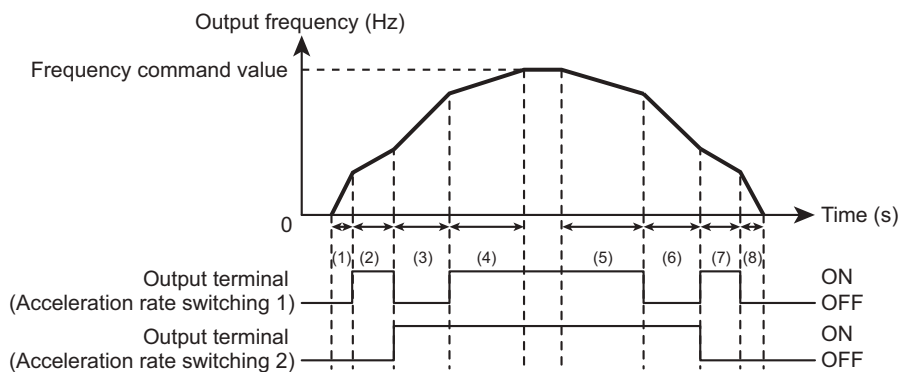 Output frequency (Hz)
Frequency command value
0
Time (s)
(1) (2) (3) (4) (5) (6) (7) (8)
Output terminal
(Acceleration rate switching 1)
ON
OFF
Output terminal
(Acceleration rate switching 2)
ON
OFF